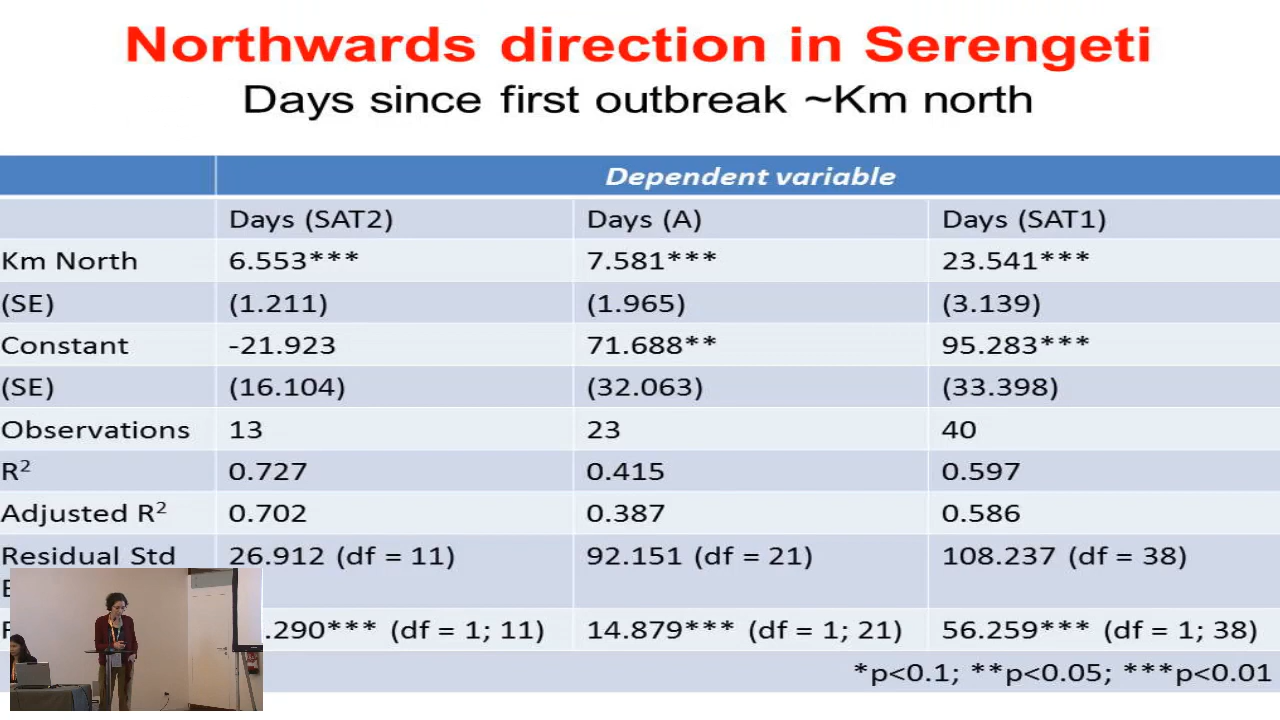 Northwards direction in Serengeti
Days since first outbreak ~Km north
Dependent variable
Days (SAT2) Days (A) Days (SAT1)
Km North 6.553*** 7.581*** 23.541***
(SE) (1.211) (1.965) (3.139)
Constant -21.923 71.688** 95.283***
(SE) (16.104) (32.063) (33.398)
Observations 13 23 40
R² 0.727 0.415 0.597
Adjusted R² 0.702 0.387 0.586
Residual Std 26.912 (df = 11) 92.151 (df = 21) 108.237 (df = 38)
.290*** (df = 1; 11) 14.879*** (df = 1; 21) 56.259*** (df = 1; 38)
*p<0.1; **p<0.05; ***p<0.01